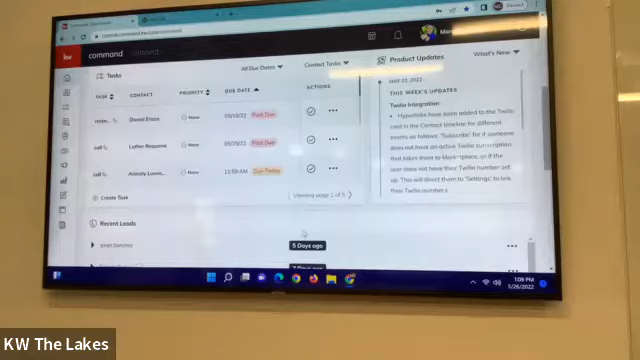 kw command
Tasks
All Due Dates
Contact Tasks
TASK CONTACT PRIORITY DUE DATE ACTIONS
None Past Due
call Luther Requena None 05/25/22 Past Due
call None 11:59 AM Due Today
Create Task
Viewing page 1 of 5
Recent Leads
Sanchez
5 Days ago
Product Updates
What's New
MAY 23, 2022
THIS WEEK'S UPDATES
Twilio Integration
• Hyperlinks have been added to the Twilio
card in the Contact timeline for different
events as follows: 'Subscribe' for if someone
does not have an active Twilio subscription
that takes them to Marketplace, or if the
user does not have their Twilio number set
up. This will direct them to 'Settings' to link
their Twilio number
1:09 PM
5/26/2022
KW The Lakes